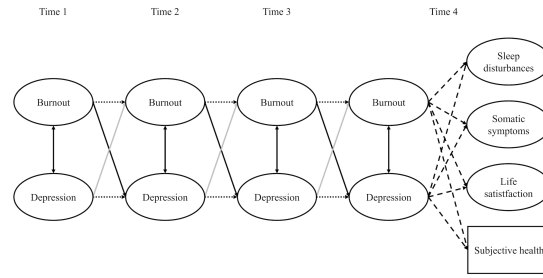 Time 1 Time 2 Time 3 Time 4
Sleep
disturbances
Burnout Burnout Burnout Burnout
Somatic
symptoms
Life
satistfaction
Depression Depression Depression Depression
Subjective health